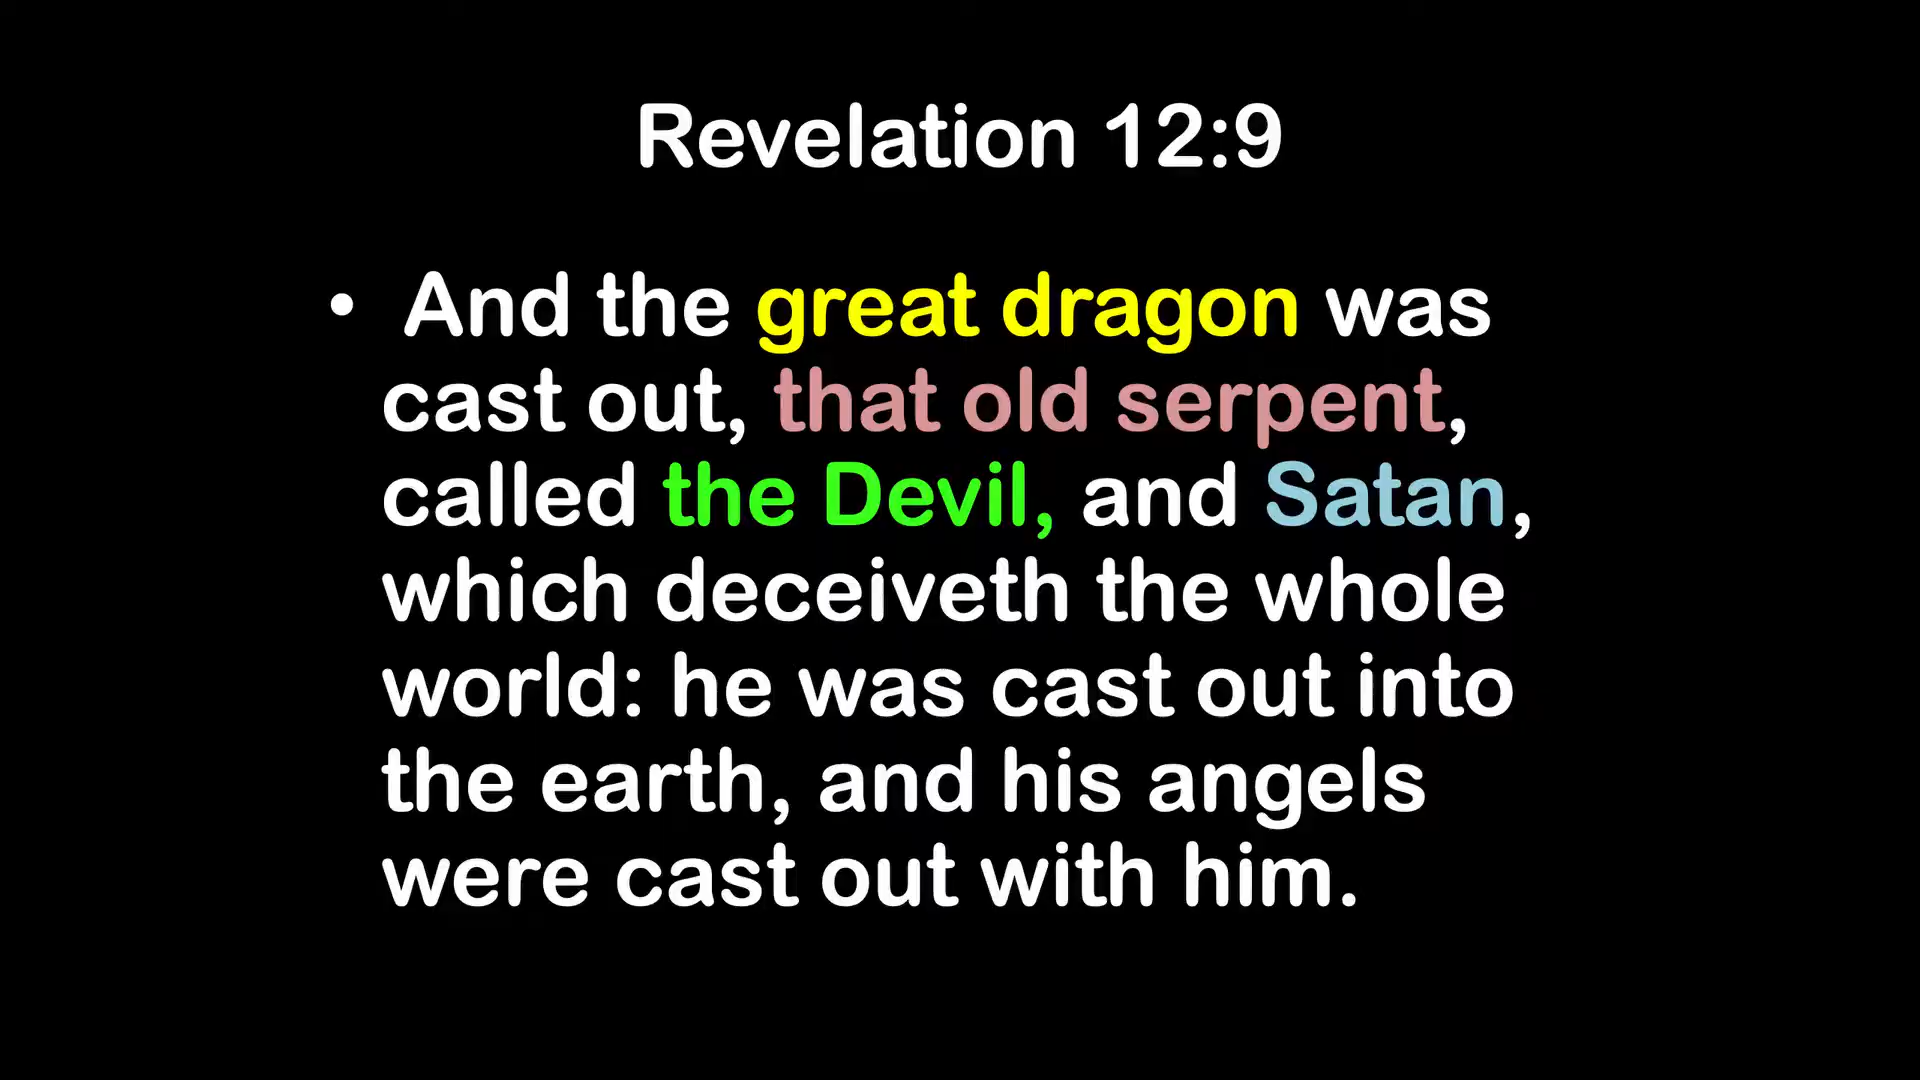 Revelation 12:9
• And the great dragon was
cast out, that old serpent,
called the Devil, and Satan,
which deceiveth the whole
world: he was cast out into
the earth, and his angels
were cast out with him.